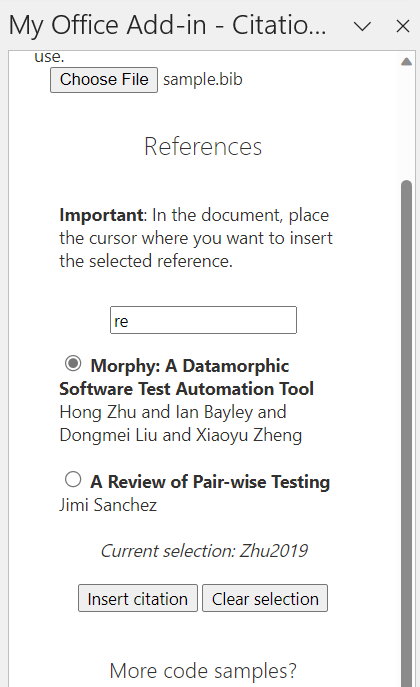 My Office Add-in - Citatio...
use.
Choose File sample.bib
References
Important: In the document, place
the cursor where you want to insert
the selected reference.
re
Morphy: A Datamorphic
Software Test Automation Tool
Hong Zhu and Ian Bayley and
Dongmei Liu and Xiaoyu Zheng
A Review of Pair-wise Testing
Jimi Sanchez
Current selection: Zhu2019
Insert citation Clear selection
More code samples?